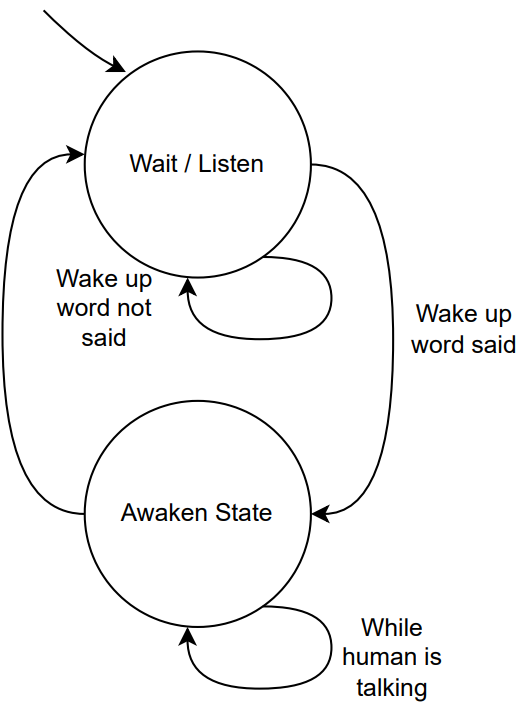 Wait / Listen
Wake up
word not
said
Wake up
word said
Awaken State
While
human is
talking